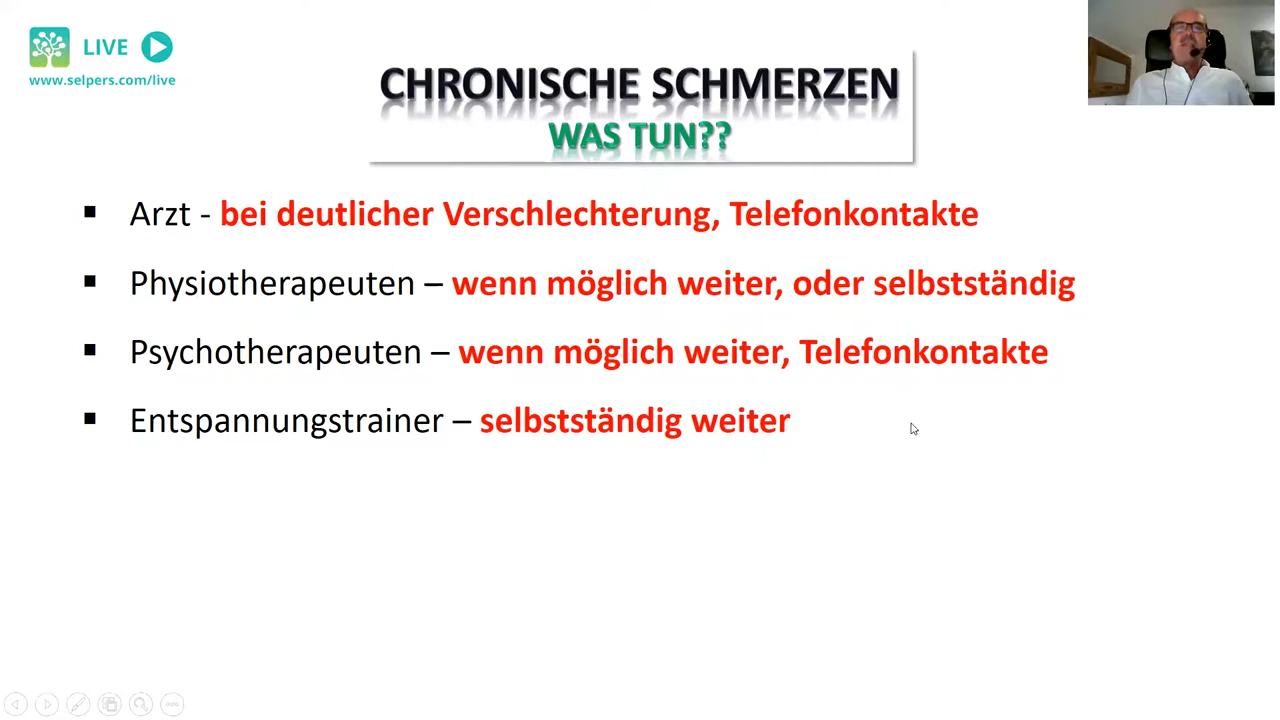 LIVE
www.selpers.com/live
CHRONISCHE SCHMERZEN
WAS TUN??
▪ Arzt - bei deutlicher Verschlechterung, Telefonkontakte
▪ Physiotherapeuten – wenn möglich weiter, oder selbstständig
▪ Psychotherapeuten – wenn möglich weiter, Telefonkontakte
▪ Entspannungstrainer – selbstständig weiter